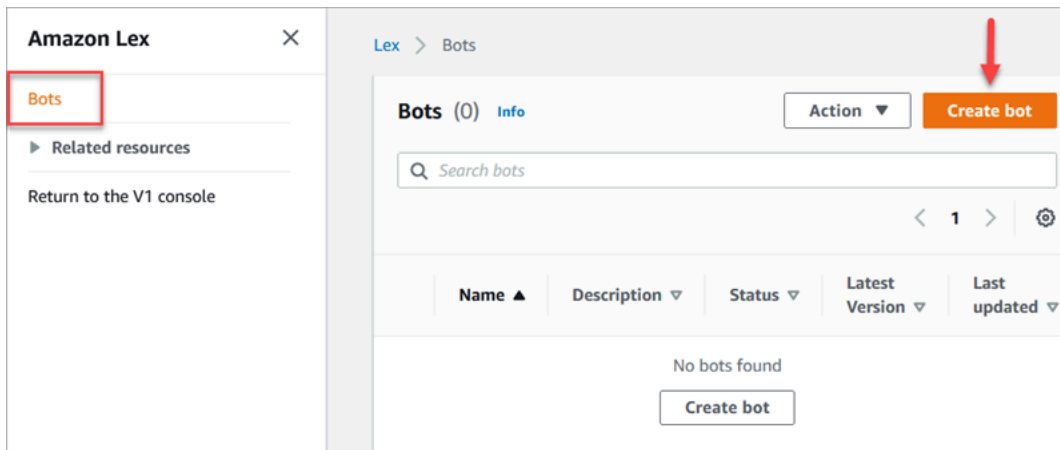 Amazon Lex
Bots
Related resources
Return to the V1 console
Lex > Bots
Bots (0) Info
Action
Create bot
Search bots
1
Name
Description
Status
Latest
Version
Last
updated
No bots found
Create bot